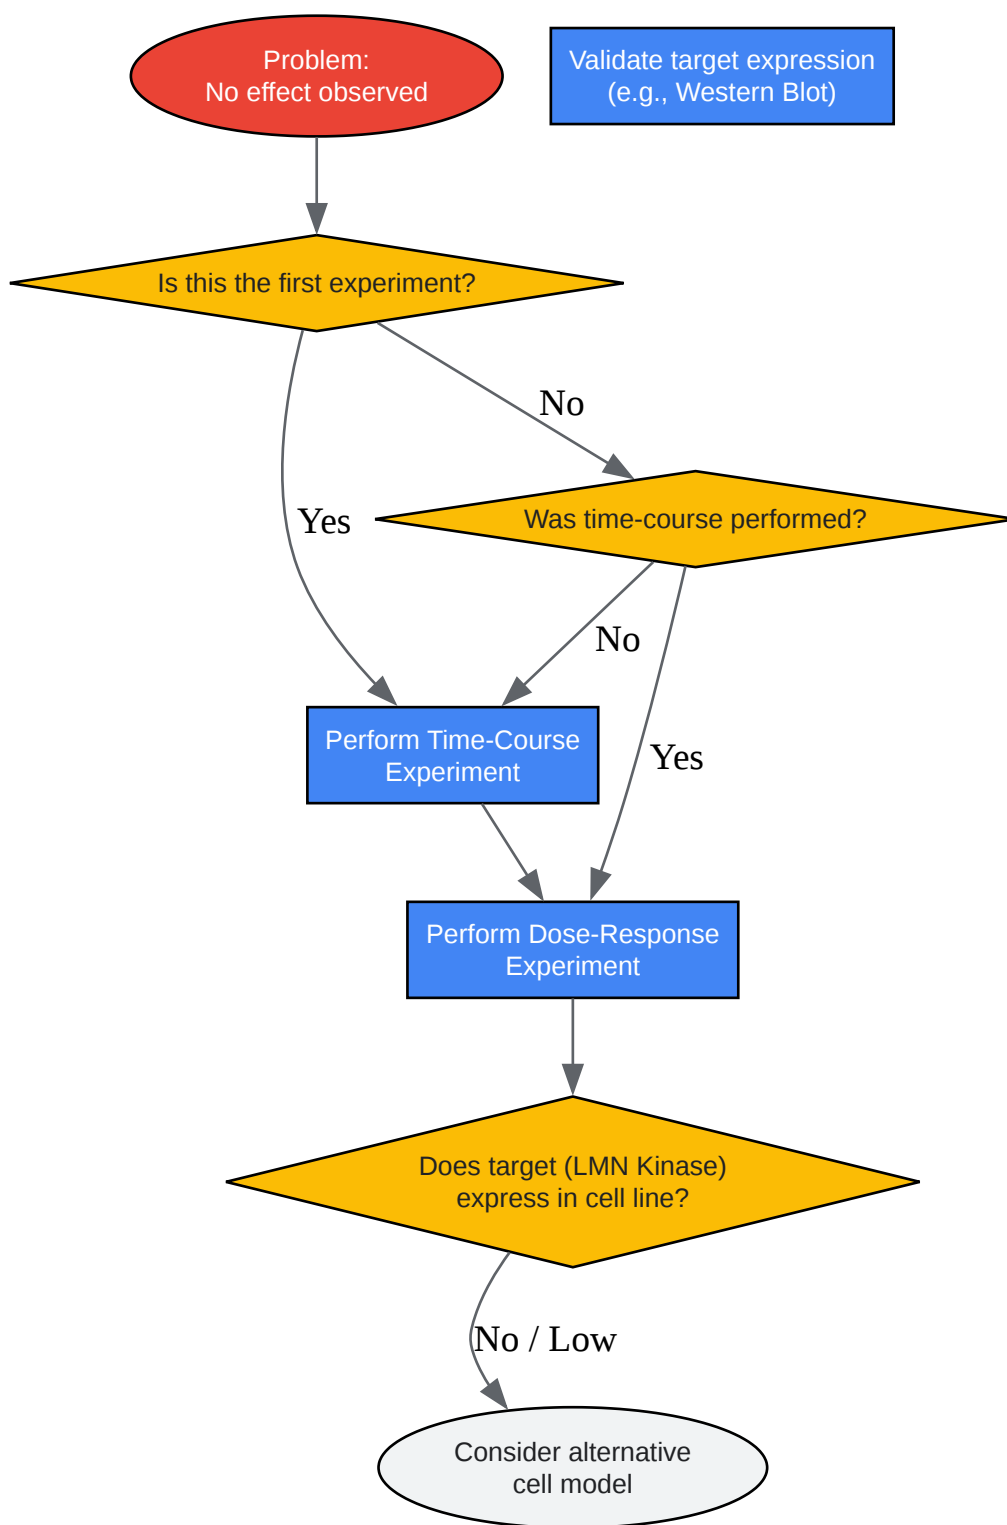 Problem:
No effect observed
Validate target expression
(e.g., Western Blot)
Is this the first experiment?
No
Yes
Was time-course performed?
No
Yes
Perform Time-Course
Experiment
Perform Dose-Response
Experiment
Does target (LMN Kinase)
express in cell line?
No / Low
Consider alternative
cell model